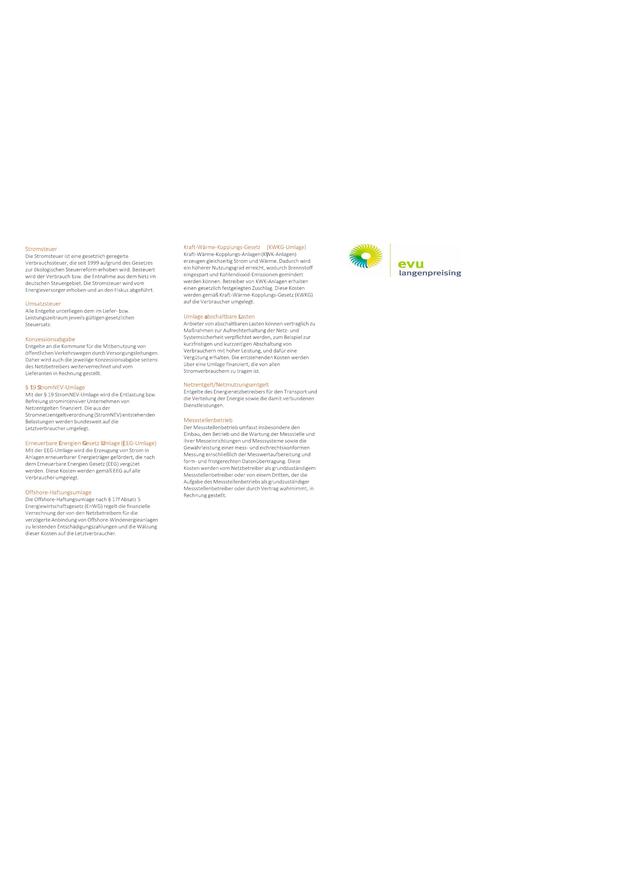 Stromsteuer
Die Stromsteuer ist eine gesetzlich geregelte
Verbrauchssteuer, die seit 1999 aufgrund des Gesetzes
zur ökologischen Steuerreform erhoben wird. Besteuert
wird der Verbrauch bzw. die Entnahme aus dem Netz im
deutschen Steuergebiet. Die Stromsteuer wird vom
Energieversorger erhoben und an den Fiskus abgeführt.
Umsatzsteuer
Alle Entgelte unterliegen dem im Liefer- bzw.
Leistungszeitraum jeweils gültigen gesetzlichen
Steuersatz.
Konzessionsabgabe
Entgelte an die Kommune für die Mitbenutzung von
öffentlichen Verkehrswegen durch Versorgungsleitungen.
Daher wird auch die jeweilige Konzessionsabgabe seitens
des Netzbetreibers weiterverrechnet und vom
Lieferanten in Rechnung gestellt.
§ 19 StromNEV-Umlage
Mit der § 19 StromNEV-Umlage wird die Entlastung bzw.
Befreiung stromintensiver Unternehmen von
Netzentgelten finanziert. Die aus der
Stromnetzentgeltverordnung (StromNEV) entstehenden
Belastungen werden bundesweit auf die
Letztverbraucher umgelegt.
Erneuerbare Energien Gesetz Umlage (EEG-Umlage)
Mit der EEG-Umlage wird die Erzeugung von Strom in
Anlagen erneuerbarer Energieträger gefördert, die nach
dem Erneuerbare Energien Gesetz (EEG) vergütet
werden. Diese Kosten werden gemäß EEG auf alle
Verbraucher umgelegt.
Offshore-Haftungsumlage
Die Offshore-Haftungsumlage nach § 17f Absatz 5
Energiewirtschaftsgesetz (EnWG) regelt die finanzielle
Verrechnung der von den Netzbetreibern für die
verzögerte Anbindung von Offshore-Windenergieanlagen
zu leistenden Entschädigungszahlungen und die Wälzung
dieser Kosten auf die Letztverbraucher.
Kraft-Wärme-Kopplungs-Gesetz (KWKG-Umlage)
Kraft-Wärme-Kopplungs-Anlagen (KWK-Anlagen)
erzeugen gleichzeitig Strom und Wärme. Dadurch wird
ein höherer Nutzungsgrad erreicht, wodurch Brennstoff
eingespart und Kohlendioxid-Emissionen gemindert
werden können. Betreiber von KWK-Anlagen erhalten
einen gesetzlich festgelegten Zuschlag. Diese Kosten
werden gemäß Kraft-Wärme-Kopplungs-Gesetz (KWKG)
auf die Verbraucher umgelegt.
Umlage abschaltbare Lasten
Anbieter von abschaltbaren Lasten können vertraglich zu
Maßnahmen zur Aufrechterhaltung der Netz- und
Systemsicherheit verpflichtet werden, zum Beispiel zur
kurzfristigen und kurzzeitigen Abschaltung von
Verbrauchern mit hoher Leistung, und dafür eine
Vergütung erhalten. Die entstehenden Kosten werden
über eine Umlage finanziert, die von allen
Stromverbrauchern zu tragen ist.
Netzentgelt/Netznutzungsentgelt
Entgelte des Energienetzbetreibers für den Transport und
die Verteilung der Energie sowie die damit verbundenen
Dienstleistungen.
Messstellenbetrieb
Der Messstellenbetrieb umfasst insbesondere den
Einbau, den Betrieb und die Wartung der Messstelle und
ihrer Messeinrichtungen und Messsysteme sowie die
Gewährleistung einer mess- und eichrechtskonformen
Messung einschließlich der Messwertaufbereitung und
form- und fristgerechten Datenübertragung. Diese
Kosten werden vom Netzbetreiber als grundzuständigem
Messstellenbetreiber oder von einem Dritten, der die
Aufgabe des Messstellenbetriebs als grundzuständiger
Messstellenbetreiber oder durch Vertrag wahrnimmt, in
Rechnung gestellt.
evu
langenpreising